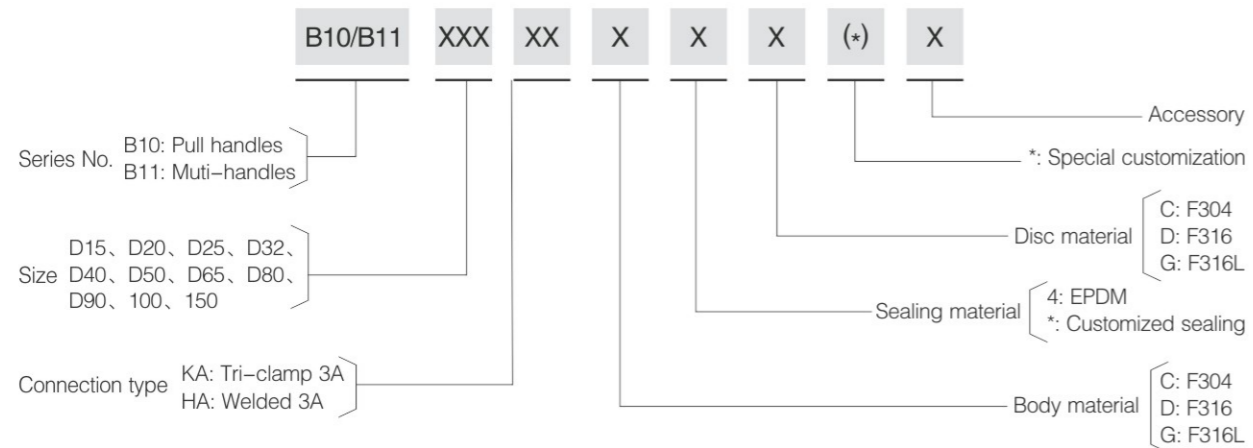 B10/B11 XXX XX X X X (*) X
Accessory
Series No.
B10: Pull handles
B11: Muti-handles
*: Special customization
Disc material
C: F304
D: F316
G: F316L
Size
D15、D20、D25、D32、
D40、D50、D65、D80、
D90、100、150
Sealing material
4: EPDM
*: Customized sealing
Connection type
KA: Tri-clamp 3A
HA: Welded 3A
Body material
C: F304
D: F316
G: F316L